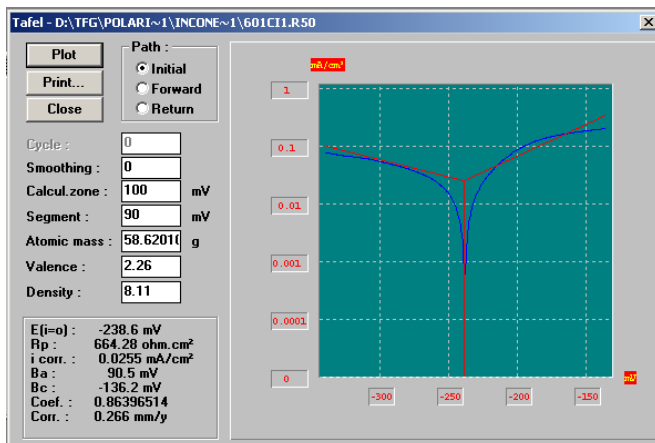 Tafel - D:\TFG\POLARI~1\INCONE~1\601CI1.R50
Plot
Print...
Close
Path :
Initial
Forward
Return
Cycle : 0
Smoothing : 0
Calcul.zone : 100 mV
Segment : 90 mV
Atomic mass : 58.6201( g
Valence : 2.26
Density : 8.11
E(i=o) : -238.6 mV
Rp : 664.28 ohm.cm²
i corr. : 0.0255 mA/cm²
Ba : 90.5 mV
Bc : -136.2 mV
Coef. : 0.86396514
Corr. : 0.266 mm/y
mA/cm²
1
0.1
0.01
0.001
0.0001
0
-300 -250 -200 -150
mV